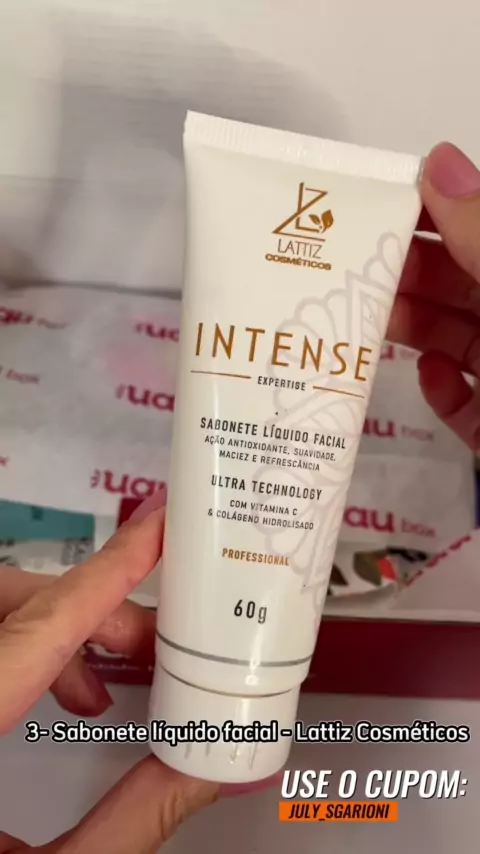 LATTIZ
COSMÉTICOS
INTENSE
EXPERTISE
SABONETE LÍQUIDO FACIAL
AÇÃO ANTIOXIDANTE, SUAVIDADE,
MACIEZ E REFRESCÂNCIA
ULTRA TECHNOLOGY
COM VITAMINA C
& COLÁGENO HIDROLISADO
PROFESSIONAL
60g
3- Sabonete líquido facial - Lattiz Cosméticos
USE O CUPOM:
JULY_SGARIONI